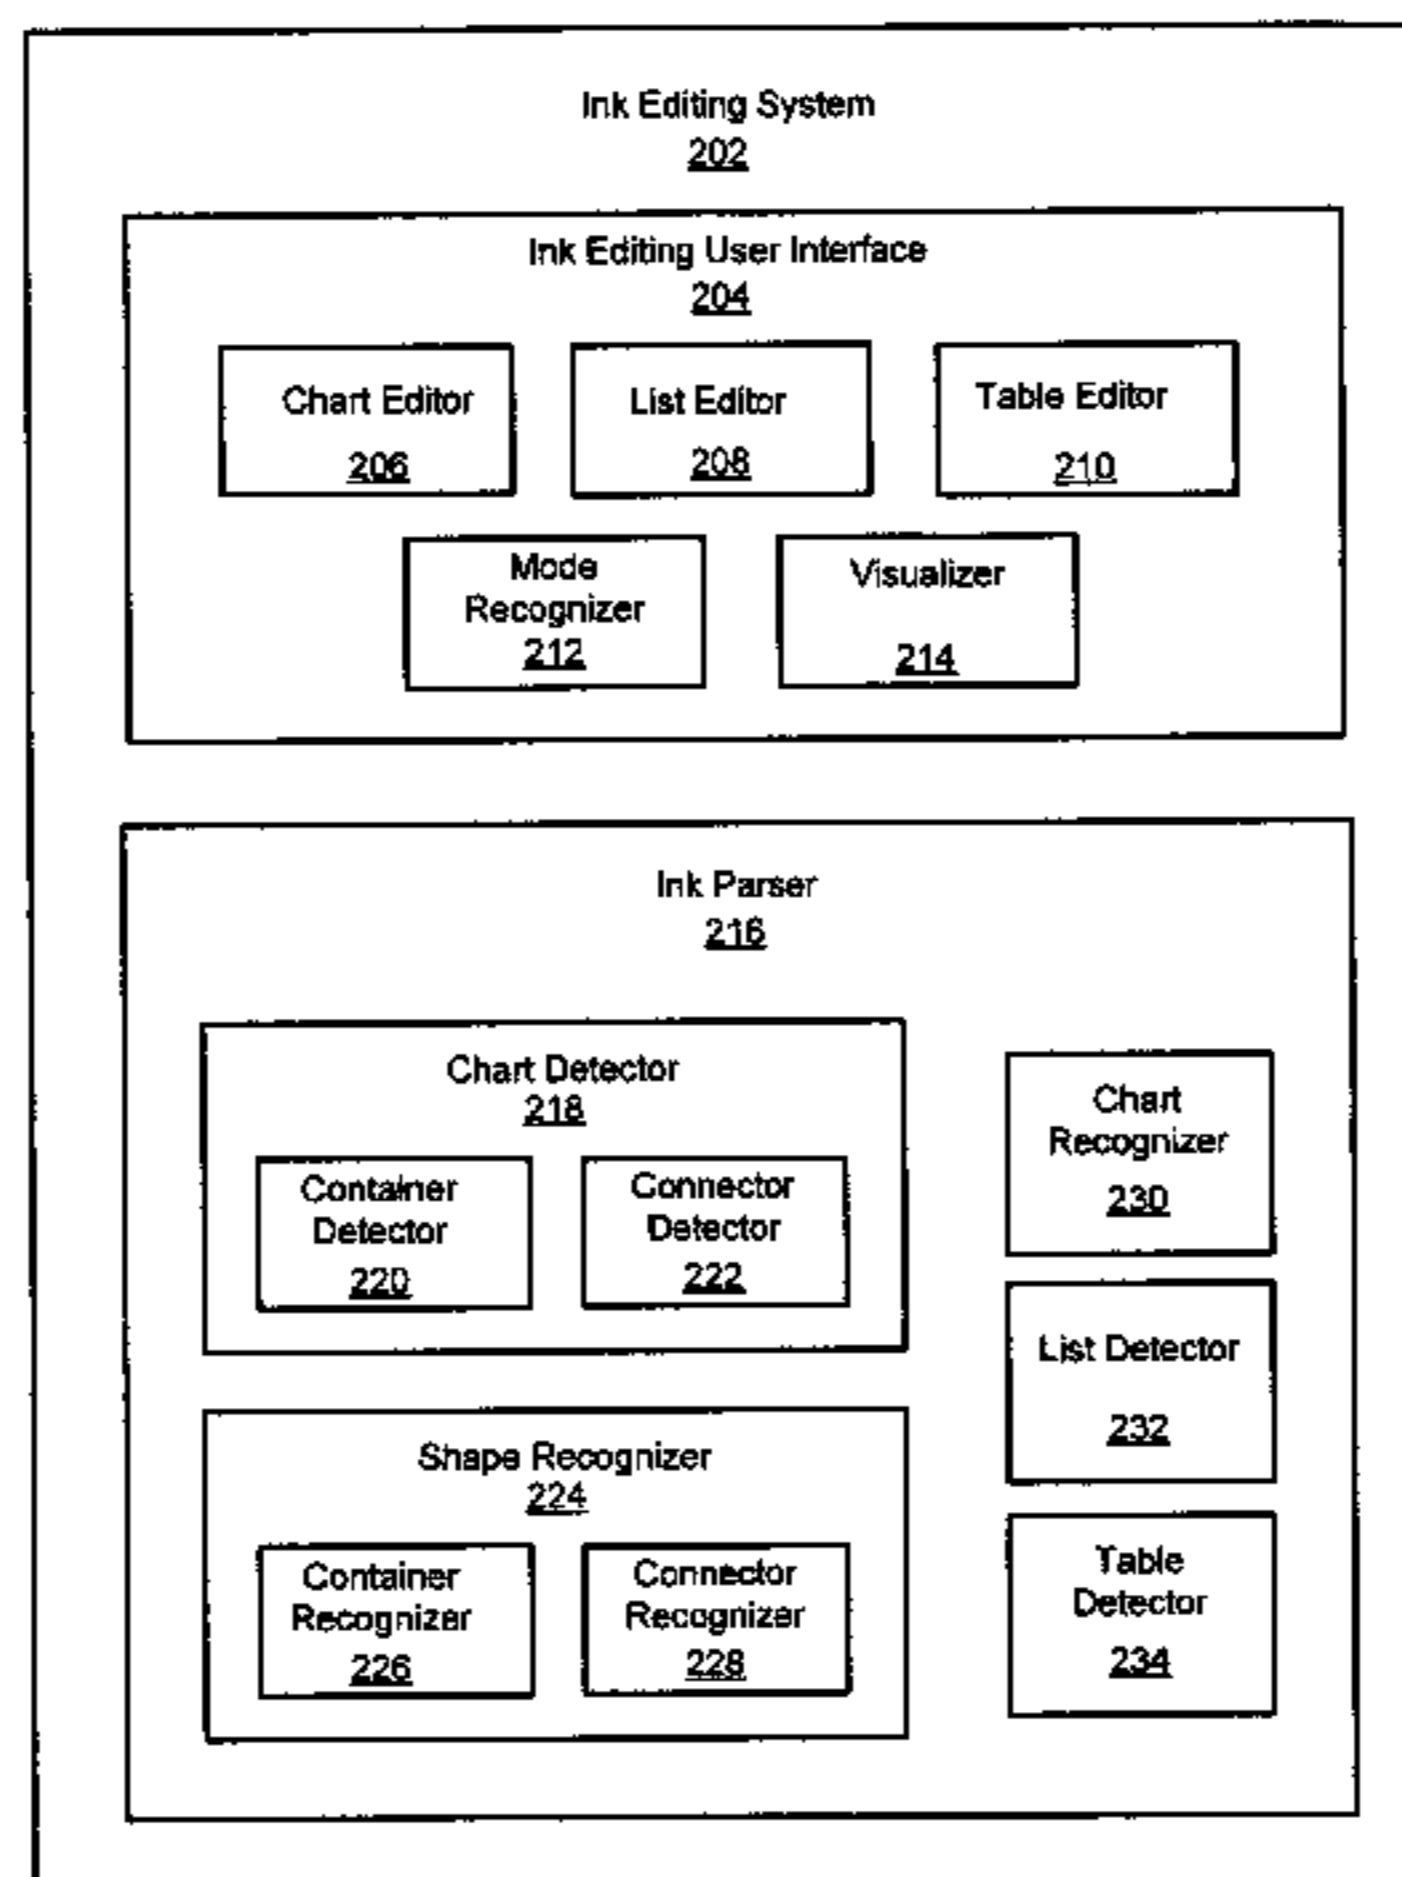 Ink Editing System
202
Ink Editing User Interface
204
Chart Editor
206
List Editor
208
Table Editor
210
Mode
Recognizer
212
Visualizer
214
Ink Parser
216
Chart Detector
218
Container
Detector
220
Connector
Detector
222
Shape Recognizer
224
Container
Recognizer
226
Connector
Recognizer
228
Chart
Recognizer
230
List Detector
232
Table
Detector
234